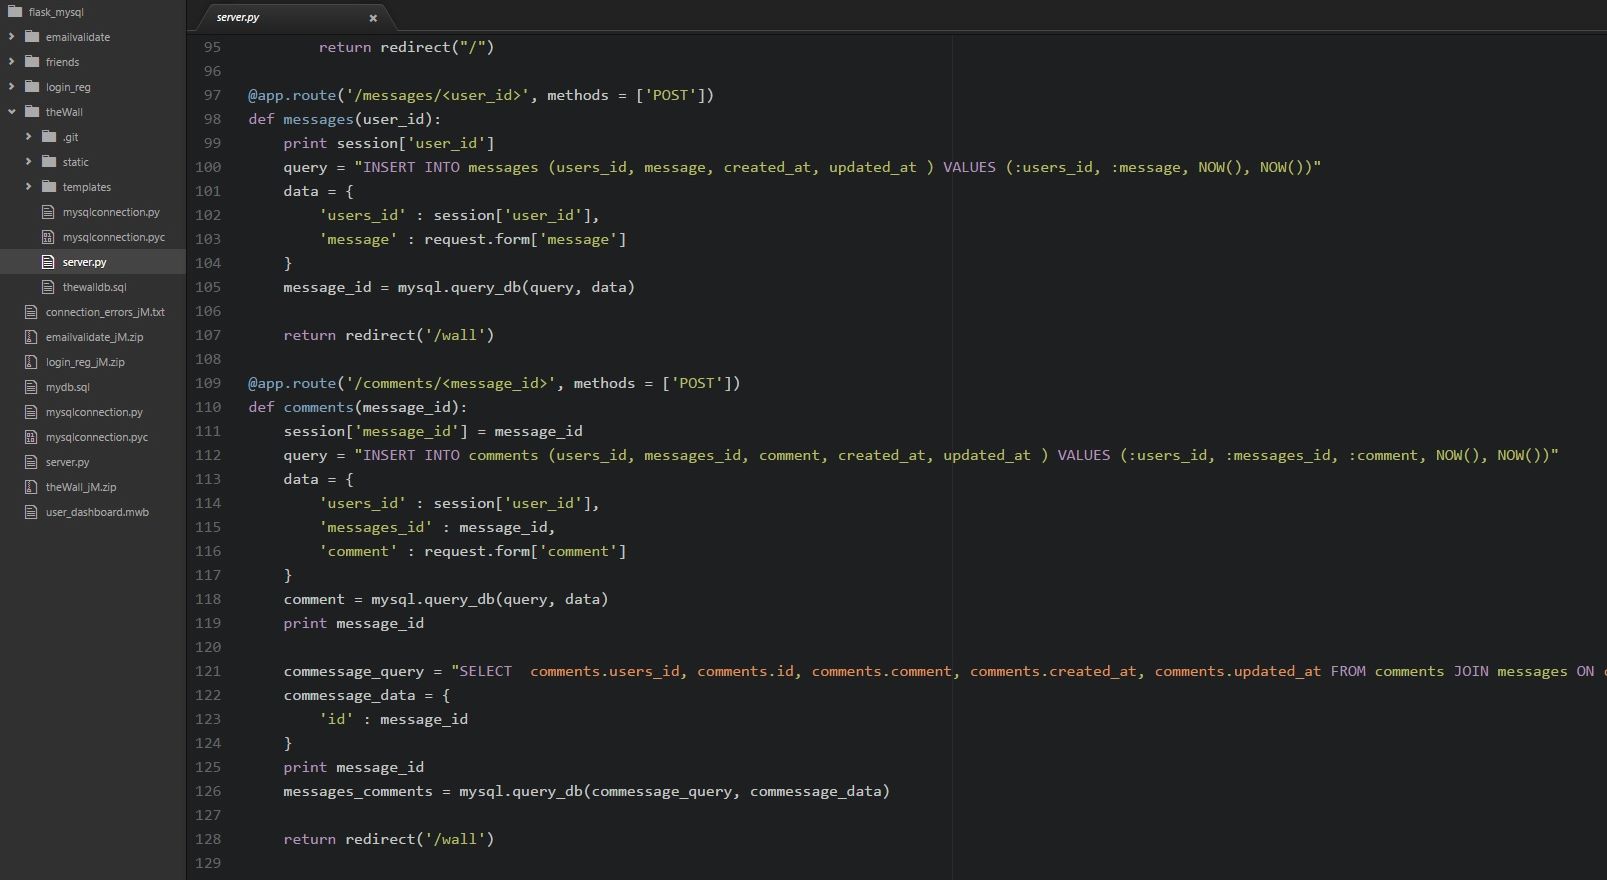 flask_mysql
emailvalidate
friends
login_reg
theWall
.git
static
templates
mysqlconnection.py
mysqlconnection.pyc
server.py
thewalldb.sql
connection_errors_jM.txt
emailvalidate_jM.zip
login_reg_jM.zip
mydb.sql
mysqlconnection.py
mysqlconnection.pyc
server.py
theWall_jM.zip
user_dashboard.mwb
server.py ×
95         return redirect("/")
96
97 @app.route('/messages/<user_id>', methods = ['POST'])
98 def messages(user_id):
99     print session['user_id']
100     query = "INSERT INTO messages (users_id, message, created_at, updated_at ) VALUES (:users_id, :message, NOW(), NOW())"
101     data = {
102         'users_id' : session['user_id'],
103         'message' : request.form['message']
104     }
105     message_id = mysql.query_db(query, data)
106
107     return redirect('/wall')
108
109 @app.route('/comments/<message_id>', methods = ['POST'])
110 def comments(message_id):
111     session['message_id'] = message_id
112     query = "INSERT INTO comments (users_id, messages_id, comment, created_at, updated_at ) VALUES (:users_id, :messages_id, :comment, NOW(), NOW())"
113     data = {
114         'users_id' : session['user_id'],
115         'messages_id' : message_id,
116         'comment' : request.form['comment']
117     }
118     comment = mysql.query_db(query, data)
119     print message_id
120
121     commessage_query = "SELECT  comments.users_id, comments.id, comments.comment, comments.created_at, comments.updated_at FROM comments JOIN messages ON
122     commessage_data = {
123         'id' : message_id
124     }
125     print message_id
126     messages_comments = mysql.query_db(commessage_query, commessage_data)
127
128     return redirect('/wall')
129